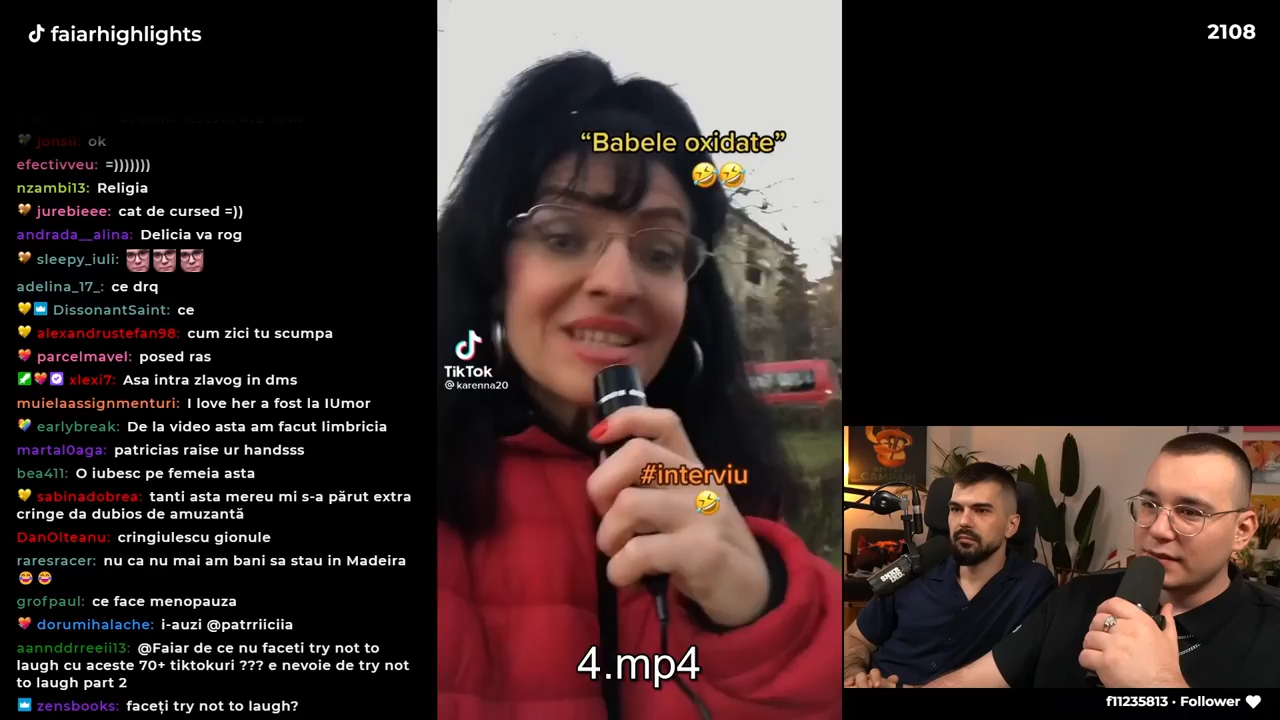 faiarhighlights
2108
jonsii: ok
efectivveu: =)))))))
nzambi13: Religia
jurebieee: cat de cursed =))
andrada__alina: Delicia va rog
sleepy_iuli:
adelina_17_: ce drq
DissonantSaint: ce
alexandrustefan98: cum zici tu scumpa
parcelmavel: posed ras
xlexi7: Asa intra zlavog in dms
muielaassignmenturi: I love her a fost la IUmor
earlybreak: De la video asta am facut limbricia
martal0aga: patricias raise ur handsss
bea411: O iubesc pe femeia asta
sabinadobrea: tanti asta mereu mi s-a părut extra
cringe da dubios de amuzantă
DanOlteanu: cringiulescu gionule
raresracer: nu ca nu mai am bani sa stau in Madeira
😂 😂
grofpaul: ce face menopauza
dorumihalache: i-auzi @patrriiciia
aannddrreeii13: @Faiar de ce nu faceti try not to
laugh cu aceste 70+ tiktokuri ??? e nevoie de try not
to laugh part 2
zensbooks: faceți try not to laugh?
“Babele oxidate”
🤣🤣
TikTok
@karenna20
#interviu
🤣
4.mp4
f11235813 · Follower